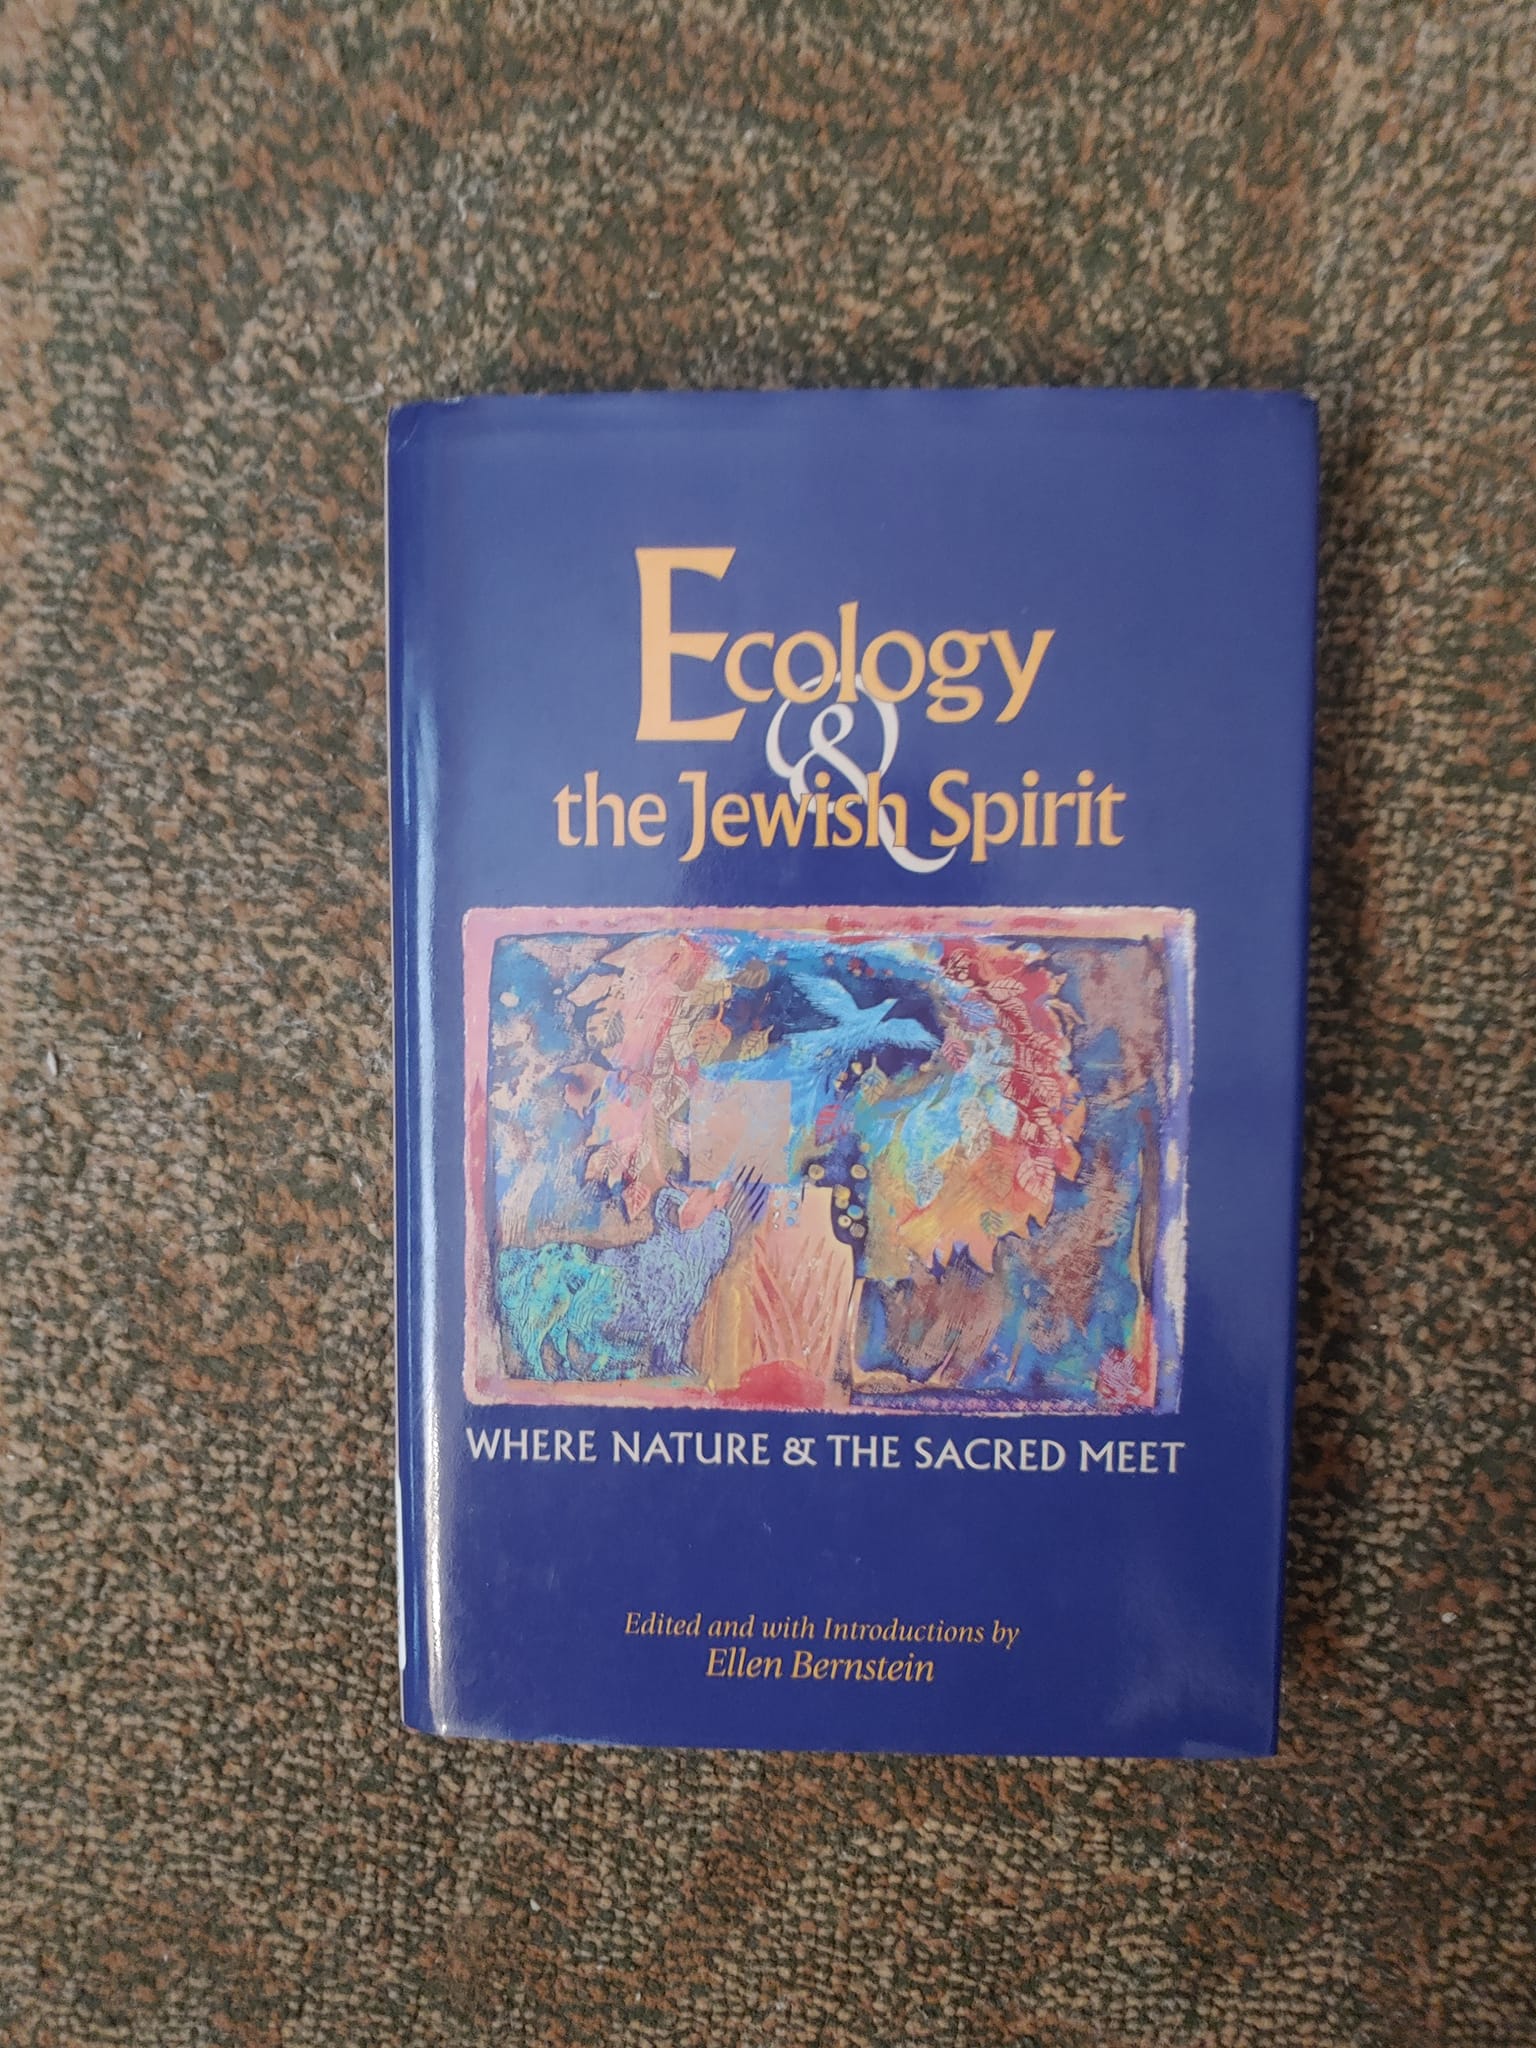 Ecology
&
the Jewish Spirit
WHERE NATURE & THE SACRED MEET
Edited and with Introductions by
Ellen Bernstein